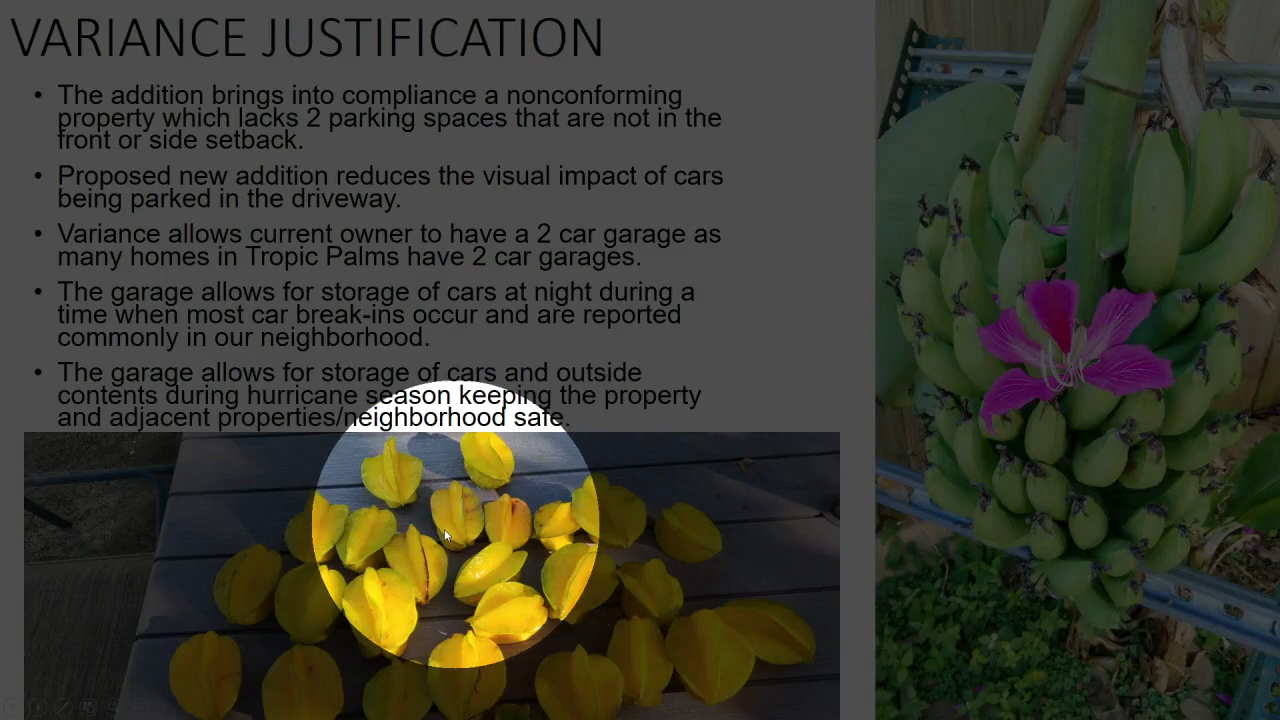 VARIANCE JUSTIFICATION
• The addition brings into compliance a nonconforming
property which lacks 2 parking spaces that are not in the
front or side setback.
• Proposed new addition reduces the visual impact of cars
being parked in the driveway.
• Variance allows current owner to have a 2 car garage as
many homes in Tropic Palms have 2 car garages.
• The garage allows for storage of cars at night during a
time when most car break-ins occur and are reported
commonly in our neighborhood.
• The garage allows for storage of cars and outside
contents during hurricane season keeping the property
and adjacent properties/neighborhood safe.